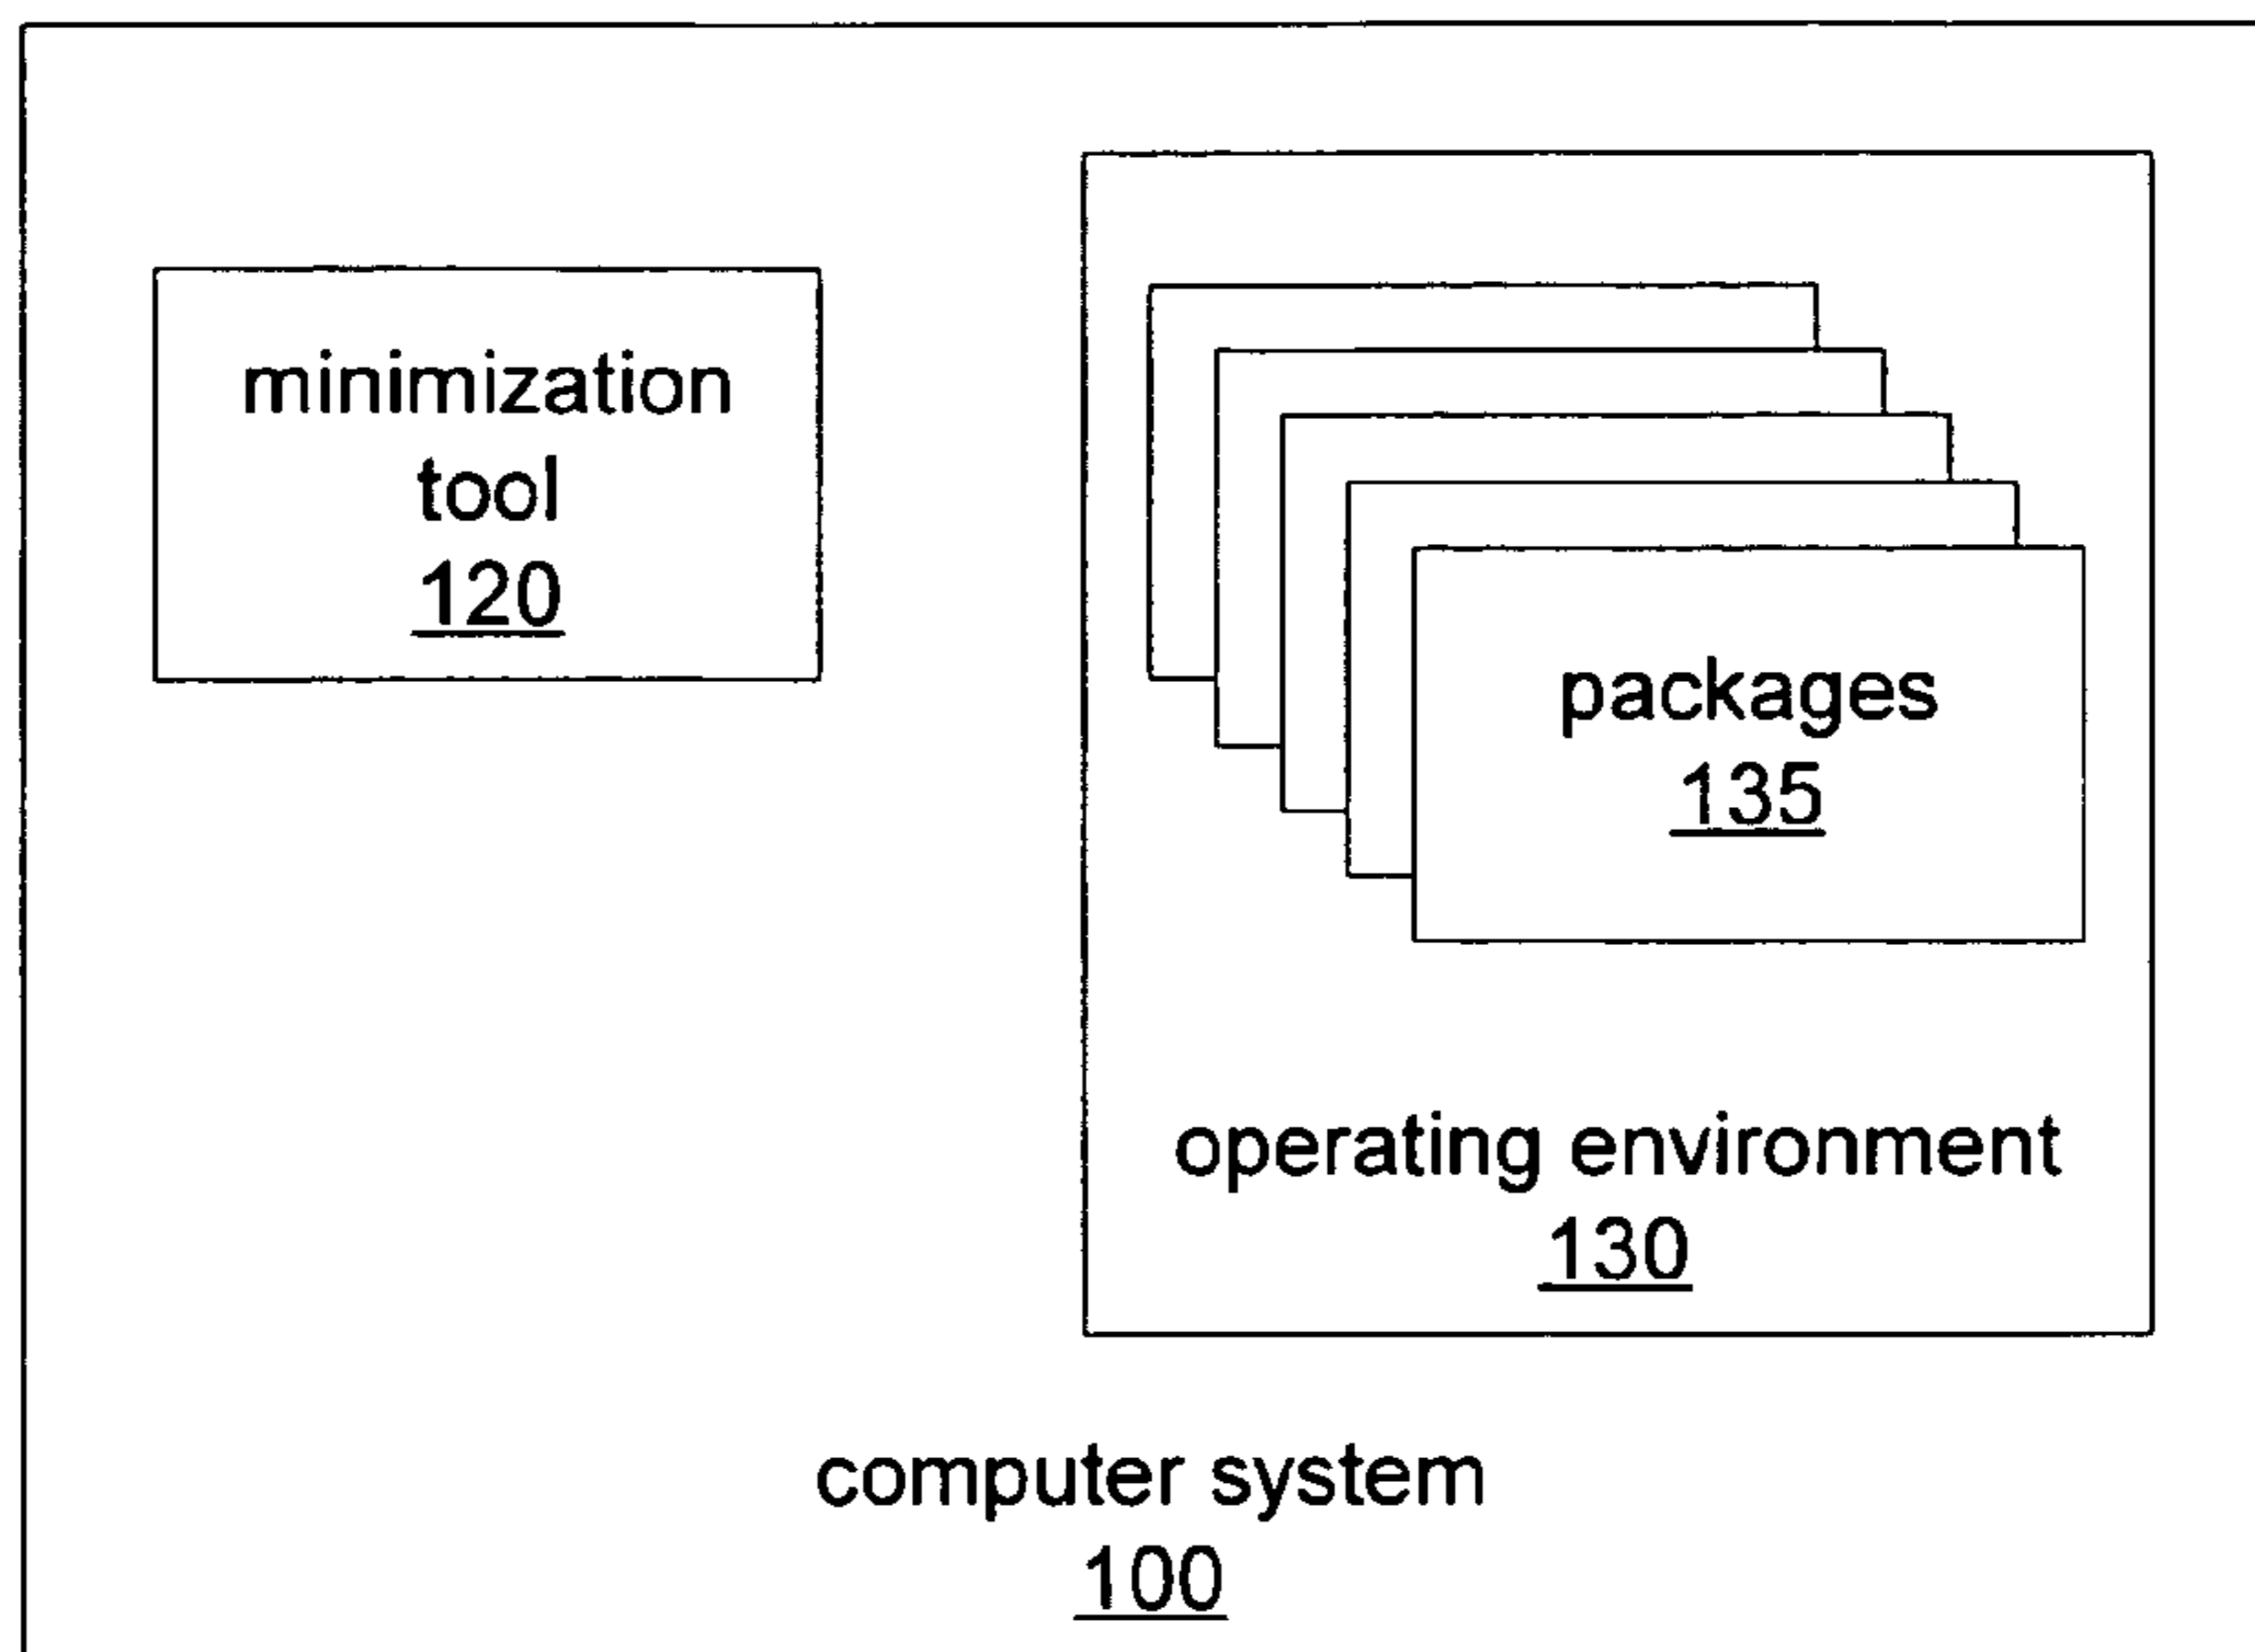 minimization
tool
120
packages
135
operating environment
130
computer system
100